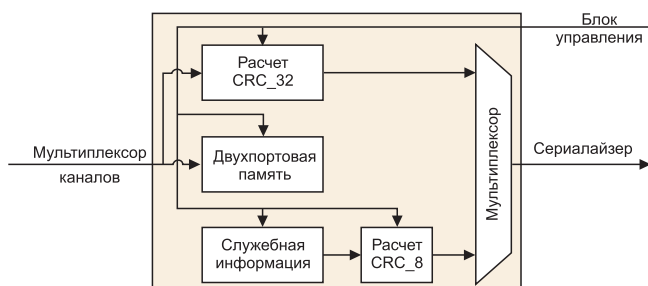 Блок
управления
Расчет
CRC_32
Мультиплексор
каналов
Двухпортовая
память
Мультиплексор
Сериалайзер
Служебная
информация
Расчет
CRC_8